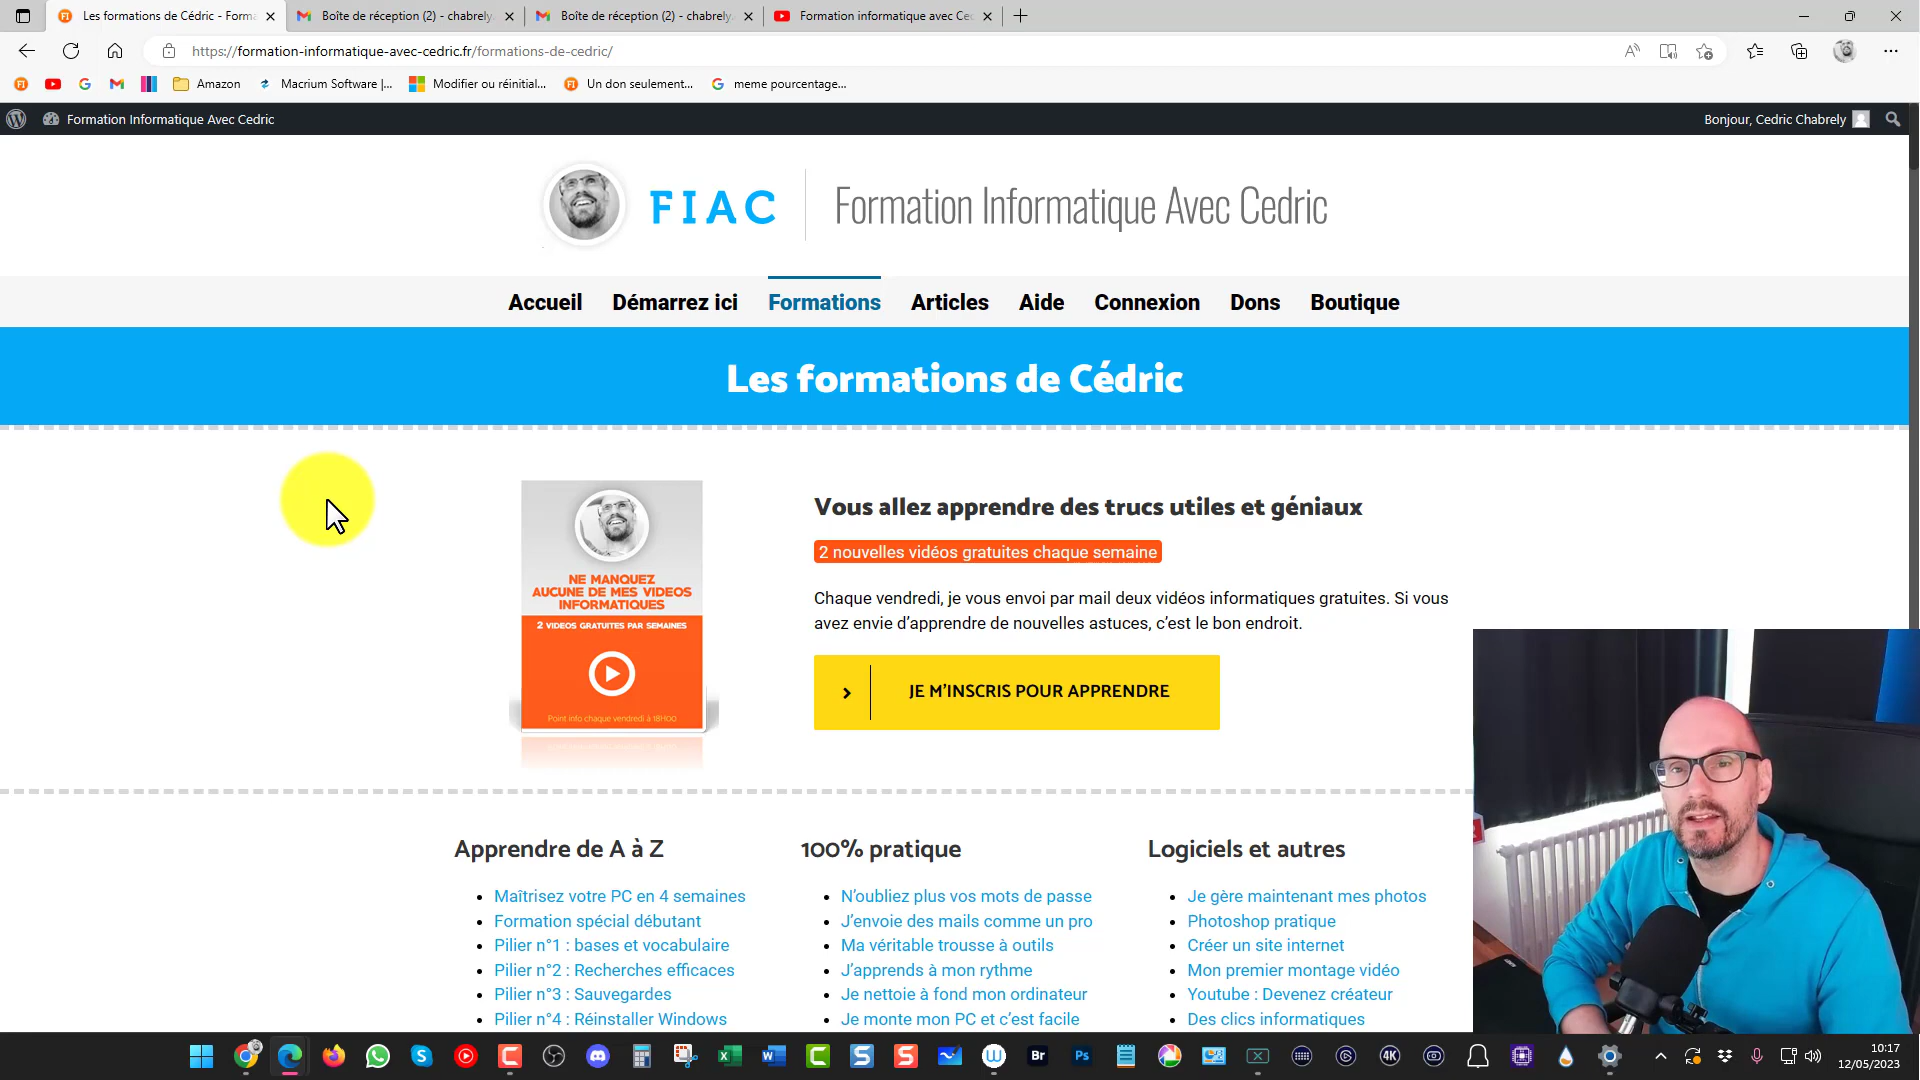 Les formations de Cédric - Forma
Boîte de réception (2) - chabrely.
Boîte de réception (2) - chabrely.
Formation informatique avec Ced
https://formation-informatique-avec-cedric.fr/formations-de-cedric/
Amazon
Macrium Software |...
Modifier ou réinitial...
Un don seulement...
meme pourcentage...
Formation Informatique Avec Cedric
Bonjour, Cedric Chabrely
FIAC
Formation Informatique Avec Cedric
Accueil
Démarrez ici
Formations
Articles
Aide
Connexion
Dons
Boutique
Les formations de Cédric
NE MANQUEZ
AUCUNE DE MES VIDEOS
INFORMATIQUES
2 VIDEOS GRATUITES PAR SEMAINES
Point info chaque vendredi à 18H00
Vous allez apprendre des trucs utiles et géniaux
2 nouvelles vidéos gratuites chaque semaine
Chaque vendredi, je vous envoi par mail deux vidéos informatiques gratuites. Si vous
avez envie d’apprendre de nouvelles astuces, c’est le bon endroit.
JE M’INSCRIS POUR APPRENDRE
Apprendre de A à Z
Maîtrisez votre PC en 4 semaines
Formation spécial débutant
Pilier n°1 : bases et vocabulaire
Pilier n°2 : Recherches efficaces
Pilier n°3 : Sauvegardes
Pilier n°4 : Réinstaller Windows
100% pratique
N’oubliez plus vos mots de passe
J’envoie des mails comme un pro
Ma véritable trousse à outils
J’apprends à mon rythme
Je nettoie à fond mon ordinateur
Je monte mon PC et c’est facile
Logiciels et autres
Je gère maintenant mes photos
Photoshop pratique
Créer un site internet
Mon premier montage vidéo
Youtube : Devenez créateur
Des clics informatiques
Br
Ps
4K
10:17
12/05/2023